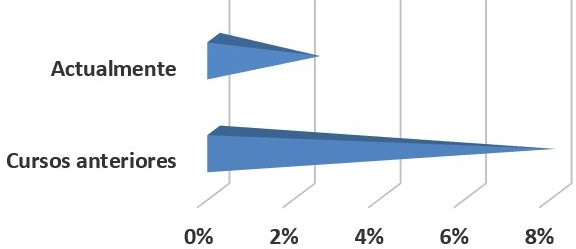 Actualmente
Cursos anteriores
0% 2% 4% 6% 8%